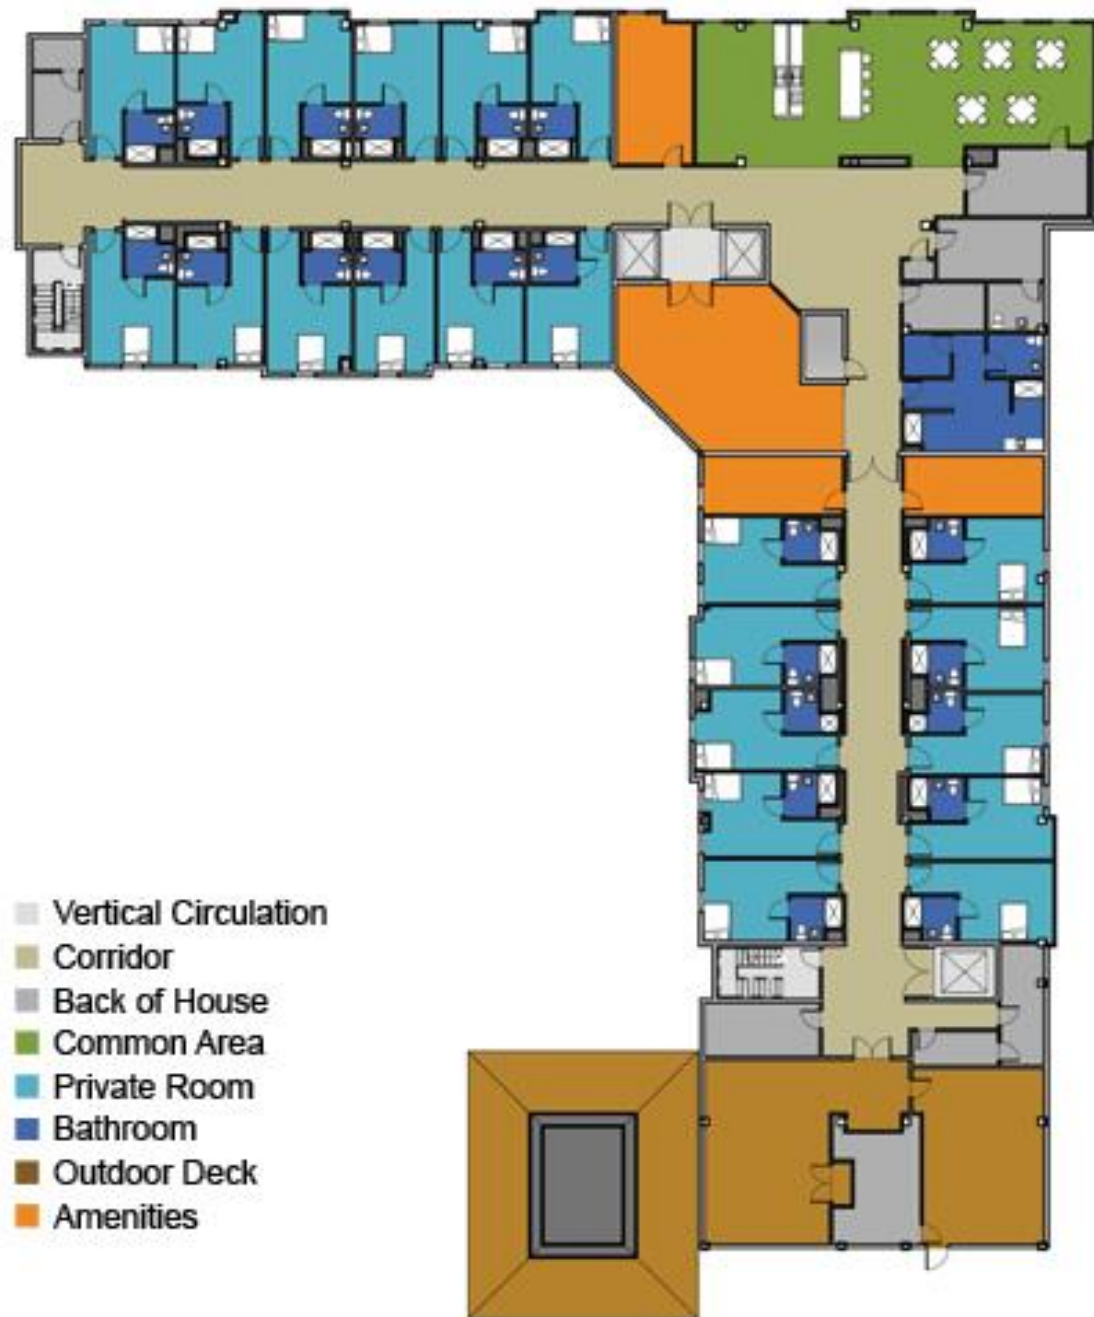 Vertical Circulation
Corridor
Back of House
Common Area
Private Room
Bathroom
Outdoor Deck
Amenities